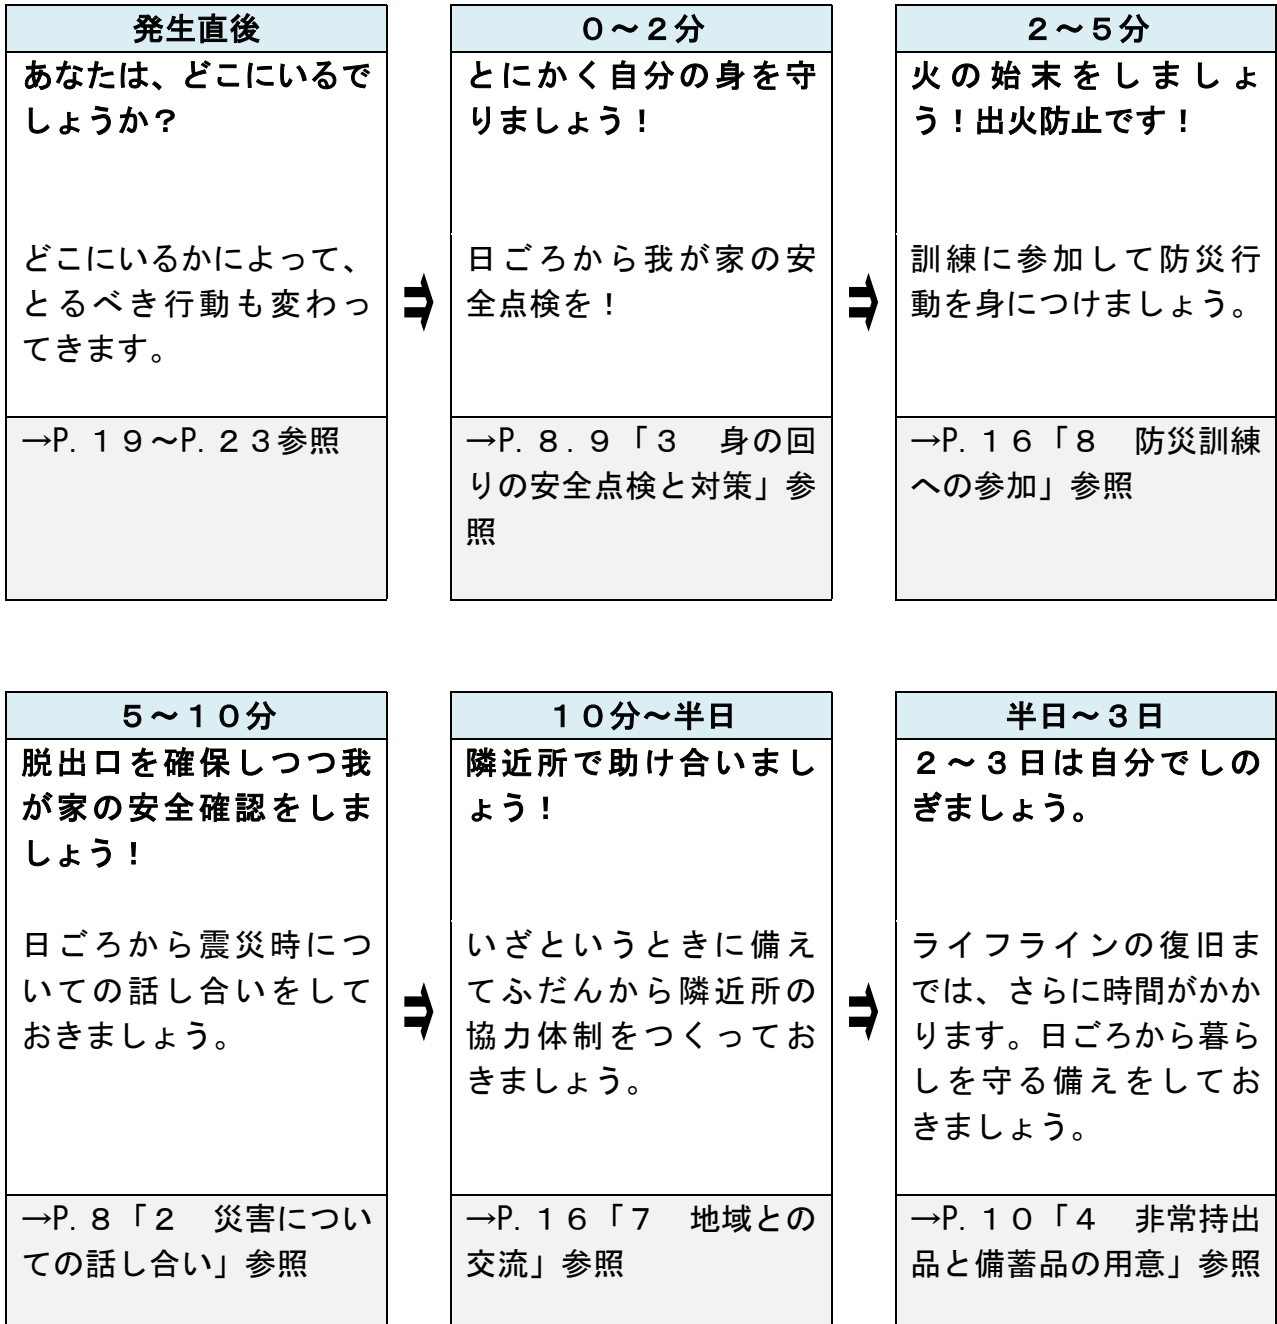 発生直後
あなたは、どこにいるで
しょうか？
どこにいるかによって、
とるべき行動も変わっ
てきます。
→P.１９～P.２３参照
０～２分
とにかく自分の身を守
りましょう！
日ごろから我が家の安
全点検を！
→P.８.９「３　身の回
りの安全点検と対策」参
照
２～５分
火の始末をしましょ
う！出火防止です！
訓練に参加して防災行
動を身につけましょう。
→P.１６「８　防災訓練
への参加」参照
５～１０分
脱出口を確保しつつ我
が家の安全確認をしま
しょう！
日ごろから震災時につ
いての話し合いをして
おきましょう。
→P.８「２　災害につい
ての話し合い」参照
１０分～半日
隣近所で助け合いまし
ょう！
いざというときに備え
てふだんから隣近所の
協力体制をつくってお
きましょう。
→P.１６「７　地域との
交流」参照
半日～３日
２～３日は自分でしの
ぎましょう。
ライフラインの復旧ま
では、さらに時間がかか
ります。日ごろから暮ら
しを守る備えをしてお
きましょう。
→P.１０「４　非常持出
品と備蓄品の用意」参照